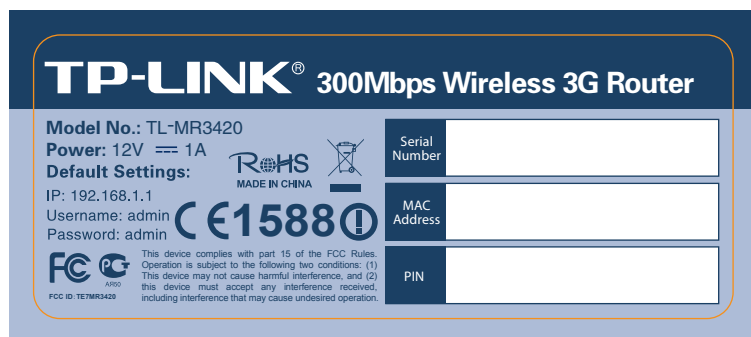 TP-LINK® 300Mbps Wireless 3G Router
Model No.: TL-MR3420
Power: 12V ⎓ 1A
Default Settings:
IP: 192.168.1.1
Username: admin
Password: admin
RoHS
MADE IN CHINA
CE1588
FC
PCT
AR50
FCC ID: TE7MR3420
This device complies with part 15 of the FCC Rules.
Operation is subject to the following two conditions: (1)
This device may not cause harmful interference, and (2)
this device must accept any interference received,
including interference that may cause undesired operation.
Serial
Number
MAC
Address
PIN